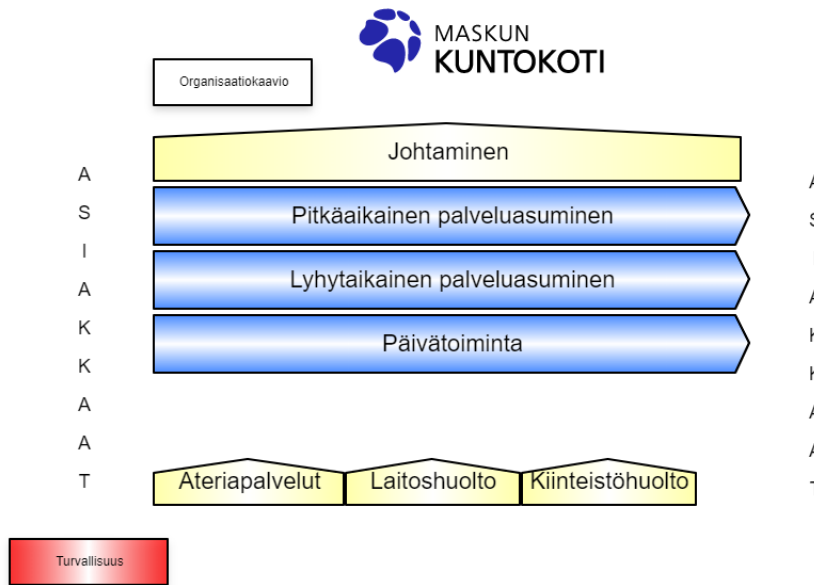 MASKUN
KUNTOKOTI
Organisaatiokaavio
Johtaminen
A
S
I
A
K
K
A
A
T
Pitkäaikainen palveluasuminen
Lyhytaikainen palveluasuminen
Päivätoiminta
Ateriapalvelut
Laitoshuolto
Kiinteistöhuolto
Turvallisuus